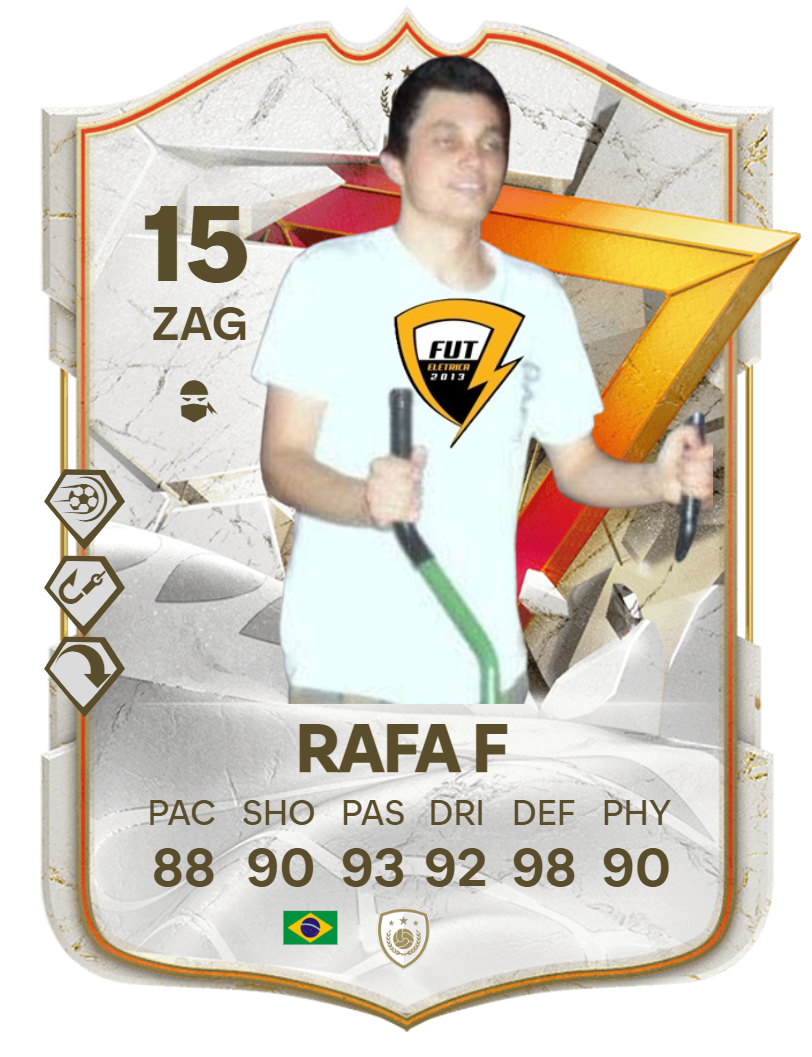 15
ZAG
FUT
ELETRICA
2013
RAFA F
PAC SHO PAS DRI DEF PHY
88 90 93 92 98 90